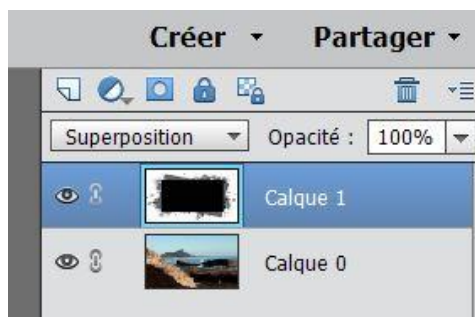 Créer Partager
Superposition Opacité : 100%
Calque 1
Calque 0